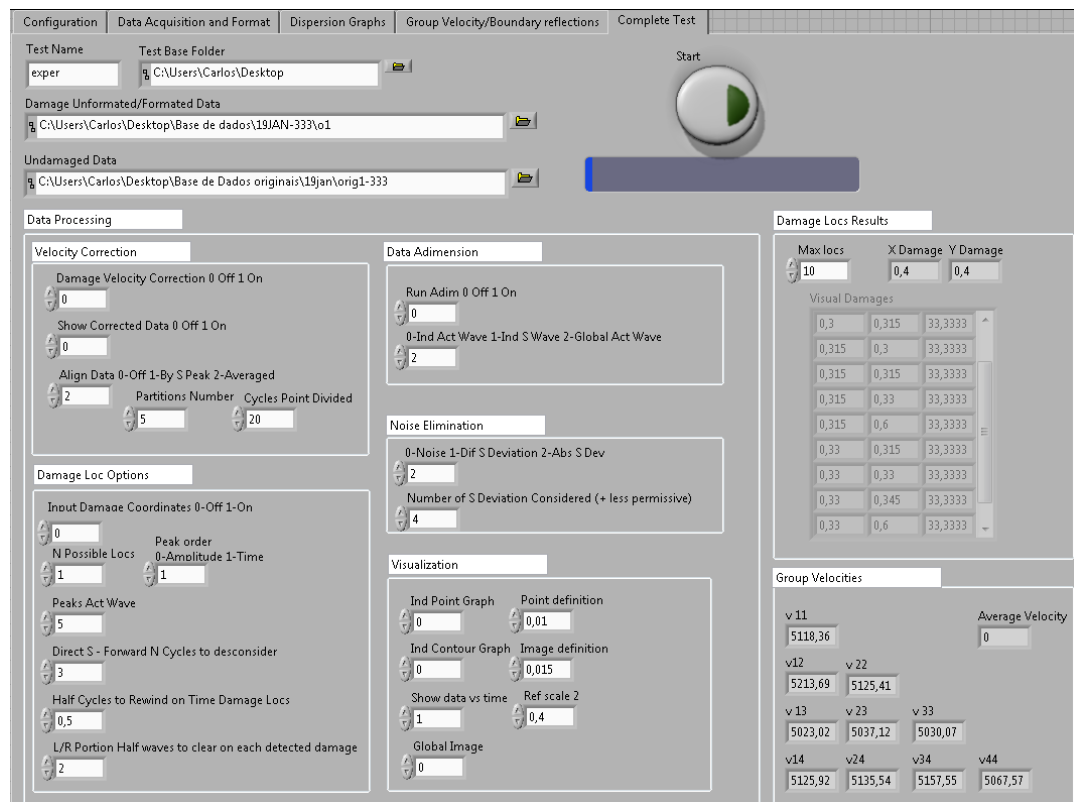 Configuration
Data Acquisition and Format
Dispersion Graphs
Group Velocity/Boundary reflections
Complete Test
Test Name
Test Base Folder
exper
C:\Users\Carlos\Desktop
Start
Damage Unformated/Formated Data
C:\Users\Carlos\Desktop\Base de dados\19JAN-333\o1
Undamaged Data
C:\Users\Carlos\Desktop\Base de Dados originais\19jan\orig1-333
Data Processing
Velocity Correction
Damage Velocity Correction 0 Off 1 On
0
Show Corrected Data 0 Off 1 On
0
Align Data 0-Off 1-By S Peak 2-Averaged
2
Partitions Number
Cycles Point Divided
5
20
Damage Loc Options
Input Damage Coordinates 0-Off 1-On
0
N Possible Locs
Peak order
0-Amplitude 1-Time
1
1
Peaks Act Wave
5
Direct S - Forward N Cycles to desconsider
3
Half Cycles to Rewind on Time Damage Locs
0,5
L/R Portion Half waves to clear on each detected damage
2
Data Adimension
Run Adim 0 Off 1 On
0
0-Ind Act Wave 1-Ind S Wave 2-Global Act Wave
2
Noise Elimination
0-Noise 1-Dif S Deviation 2-Abs S Dev
2
Number of S Deviation Considered (+ less permissive)
4
Visualization
Ind Point Graph
Point definition
0
0,01
Ind Contour Graph
Image definition
0
0,015
Show data vs time
Ref scale 2
1
0,4
Global Image
0
Damage Locs Results
Max locs
X Damage
Y Damage
10
0,4
0,4
Visual Damages
0,3 0,315 33,3333
0,315 0,3 33,3333
0,315 0,315 33,3333
0,315 0,33 33,3333
0,315 0,6 33,3333
0,33 0,315 33,3333
0,33 0,33 33,3333
0,33 0,345 33,3333
0,33 0,6 33,3333
Group Velocities
v 11
Average Velocity
5118,36
0
v12
v 22
5213,69
5125,41
v 13
v 23
v 33
5023,02
5037,12
5030,07
v14
v24
v34
v44
5125,92
5135,54
5157,55
5067,57